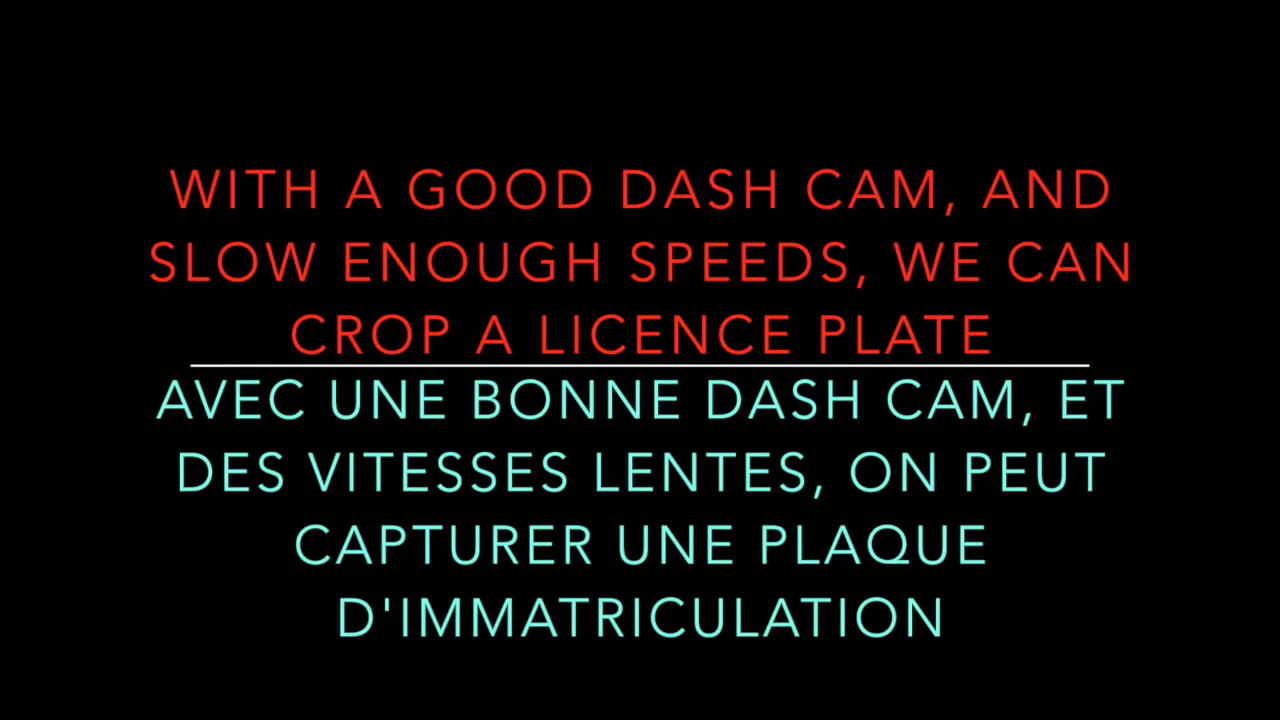 WITH A GOOD DASH CAM, AND
SLOW ENOUGH SPEEDS, WE CAN
CROP A LICENCE PLATE
AVEC UNE BONNE DASH CAM, ET
DES VITESSES LENTES, ON PEUT
CAPTURER UNE PLAQUE
D'IMMATRICULATION